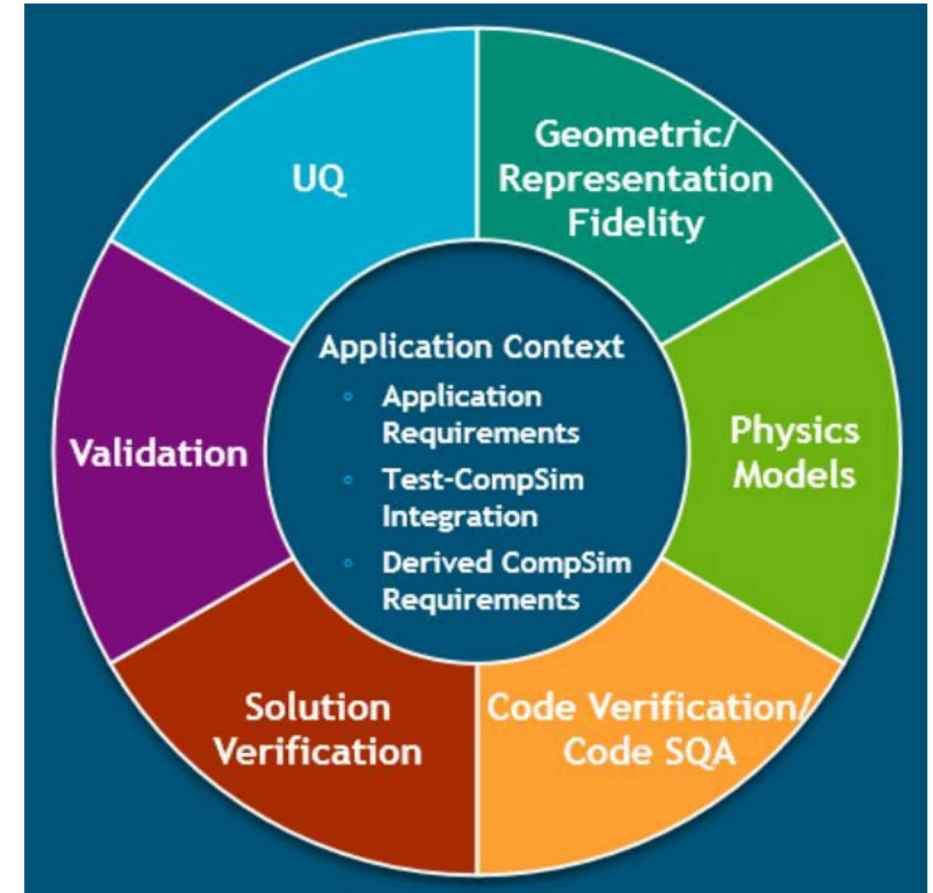 UQ
Geometric/
Representation
Fidelity
Application Context
Application
Requirements
Test-CompSim
Integration
Derived CompSim
Requirements
Physics
Models
Validation
Solution
Verification
Code Verification/
Code SQA